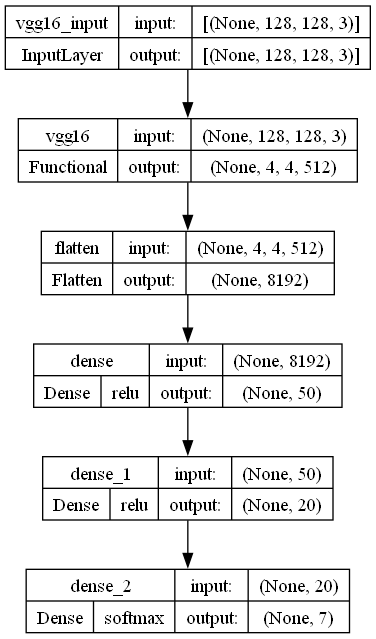 vgg16_input input: [(None, 128, 128, 3)]
InputLayer output: [(None, 128, 128, 3)]
vgg16 input: (None, 128, 128, 3)
Functional output: (None, 4, 4, 512)
flatten input: (None, 4, 4, 512)
Flatten output: (None, 8192)
dense input: (None, 8192)
Dense relu output: (None, 50)
dense_1 input: (None, 50)
Dense relu output: (None, 20)
dense_2 input: (None, 20)
Dense softmax output: (None, 7)